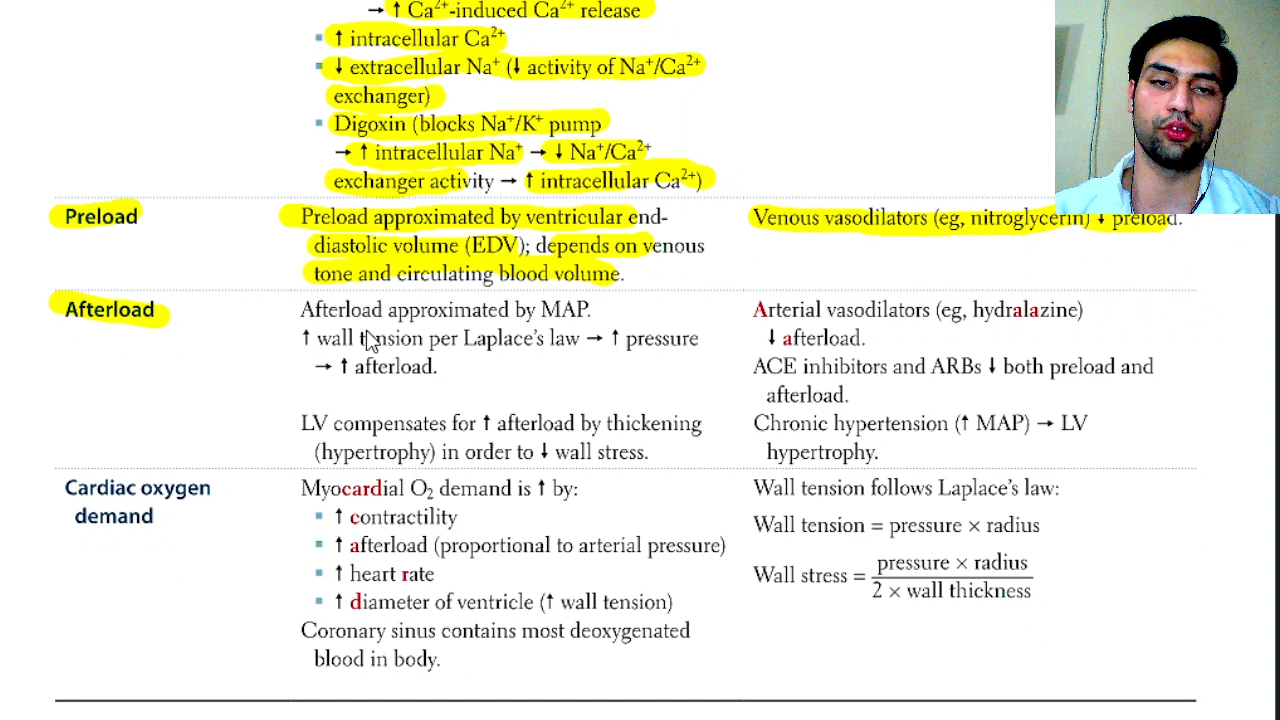 → ↑ Ca²⁺-induced Ca²⁺ release
▪ ↑ intracellular Ca²⁺
▪ ↓ extracellular Na⁺ (↓ activity of Na⁺/Ca²⁺
exchanger)
▪ Digoxin (blocks Na⁺/K⁺ pump
→ ↑ intracellular Na⁺ → ↓ Na⁺/Ca²⁺
exchanger activity → ↑ intracellular Ca²⁺)
Preload
Preload approximated by ventricular end-
diastolic volume (EDV); depends on venous
tone and circulating blood volume.
Venous vasodilators (eg, nitroglycerin) ↓ preload.
Afterload
Afterload approximated by MAP.
↑ wall tension per Laplace's law → ↑ pressure
→ ↑ afterload.
LV compensates for ↑ afterload by thickening
(hypertrophy) in order to ↓ wall stress.
Arterial vasodilators (eg, hydralazine)
↓ afterload.
ACE inhibitors and ARBs ↓ both preload and
afterload.
Chronic hypertension (↑ MAP) → LV
hypertrophy.
Cardiac oxygen
demand
Myocardial O₂ demand is ↑ by:
▪ ↑ contractility
▪ ↑ afterload (proportional to arterial pressure)
▪ ↑ heart rate
▪ ↑ diameter of ventricle (↑ wall tension)
Coronary sinus contains most deoxygenated
blood in body.
Wall tension follows Laplace's law:
Wall tension = pressure × radius
Wall stress = pressure × radius
2 × wall thickness